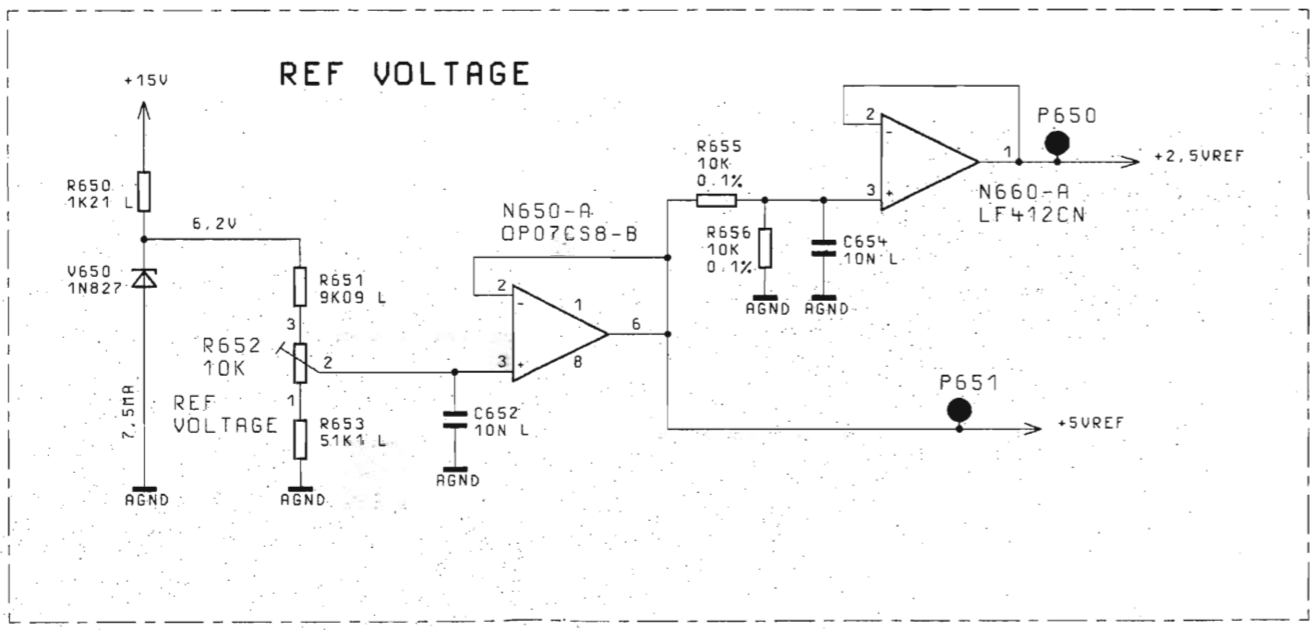 REF VOLTAGE
+15V
R650
1K21 L
6,2V
V650
1N827
7,5MA
AGND
R651
9K09 L
3
R652
10K
2
1
REF
VOLTAGE
R653
51K1 L
AGND
C652
10N L
AGND
N650-A
OP07CS8-B
2
-
1
3
+
8
6
R655
10K
0.1%
R656
10K
0.1%
AGND
C654
10N L
AGND
2
-
3
+
1
N660-A
LF412CN
P650
+2,5VREF
P651
+5VREF